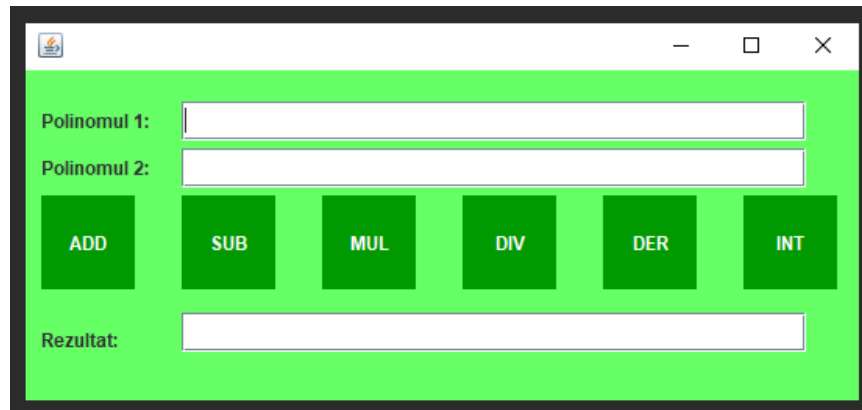 Polinomul 1:
Polinomul 2:
ADD SUB MUL DIV DER INT
Rezultat: